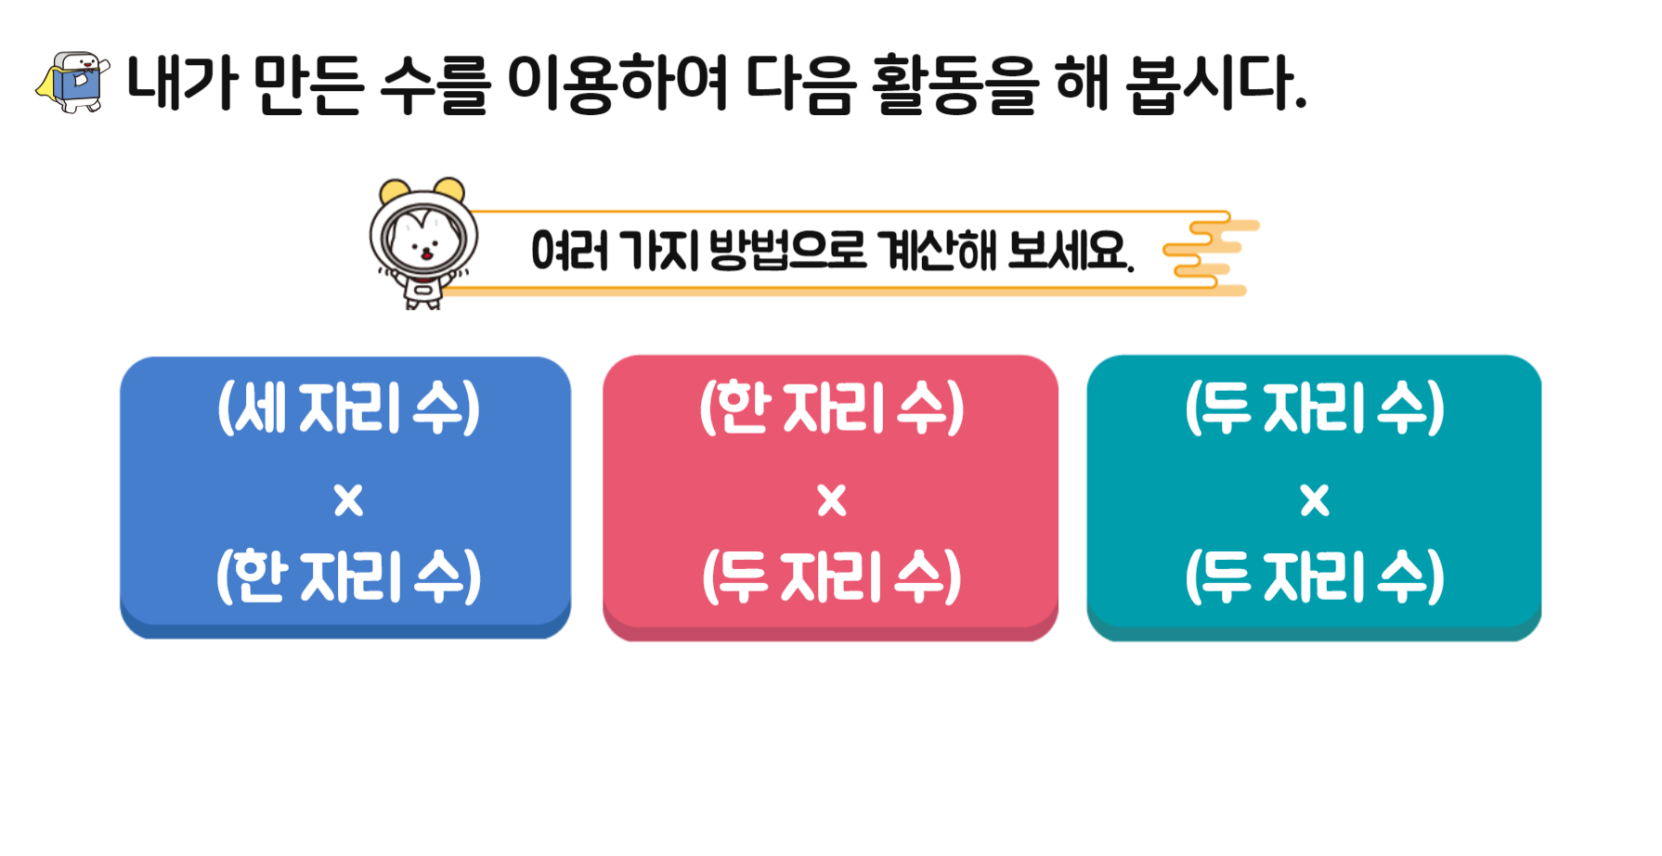 내가 만든 수를 이용하여 다음 활동을 해 봅시다.
여러 가지 방법으로 계산해 보세요.
(세 자리 수)
x
(한 자리 수)
(한 자리 수)
x
(두 자리 수)
(두 자리 수)
x
(두 자리 수)